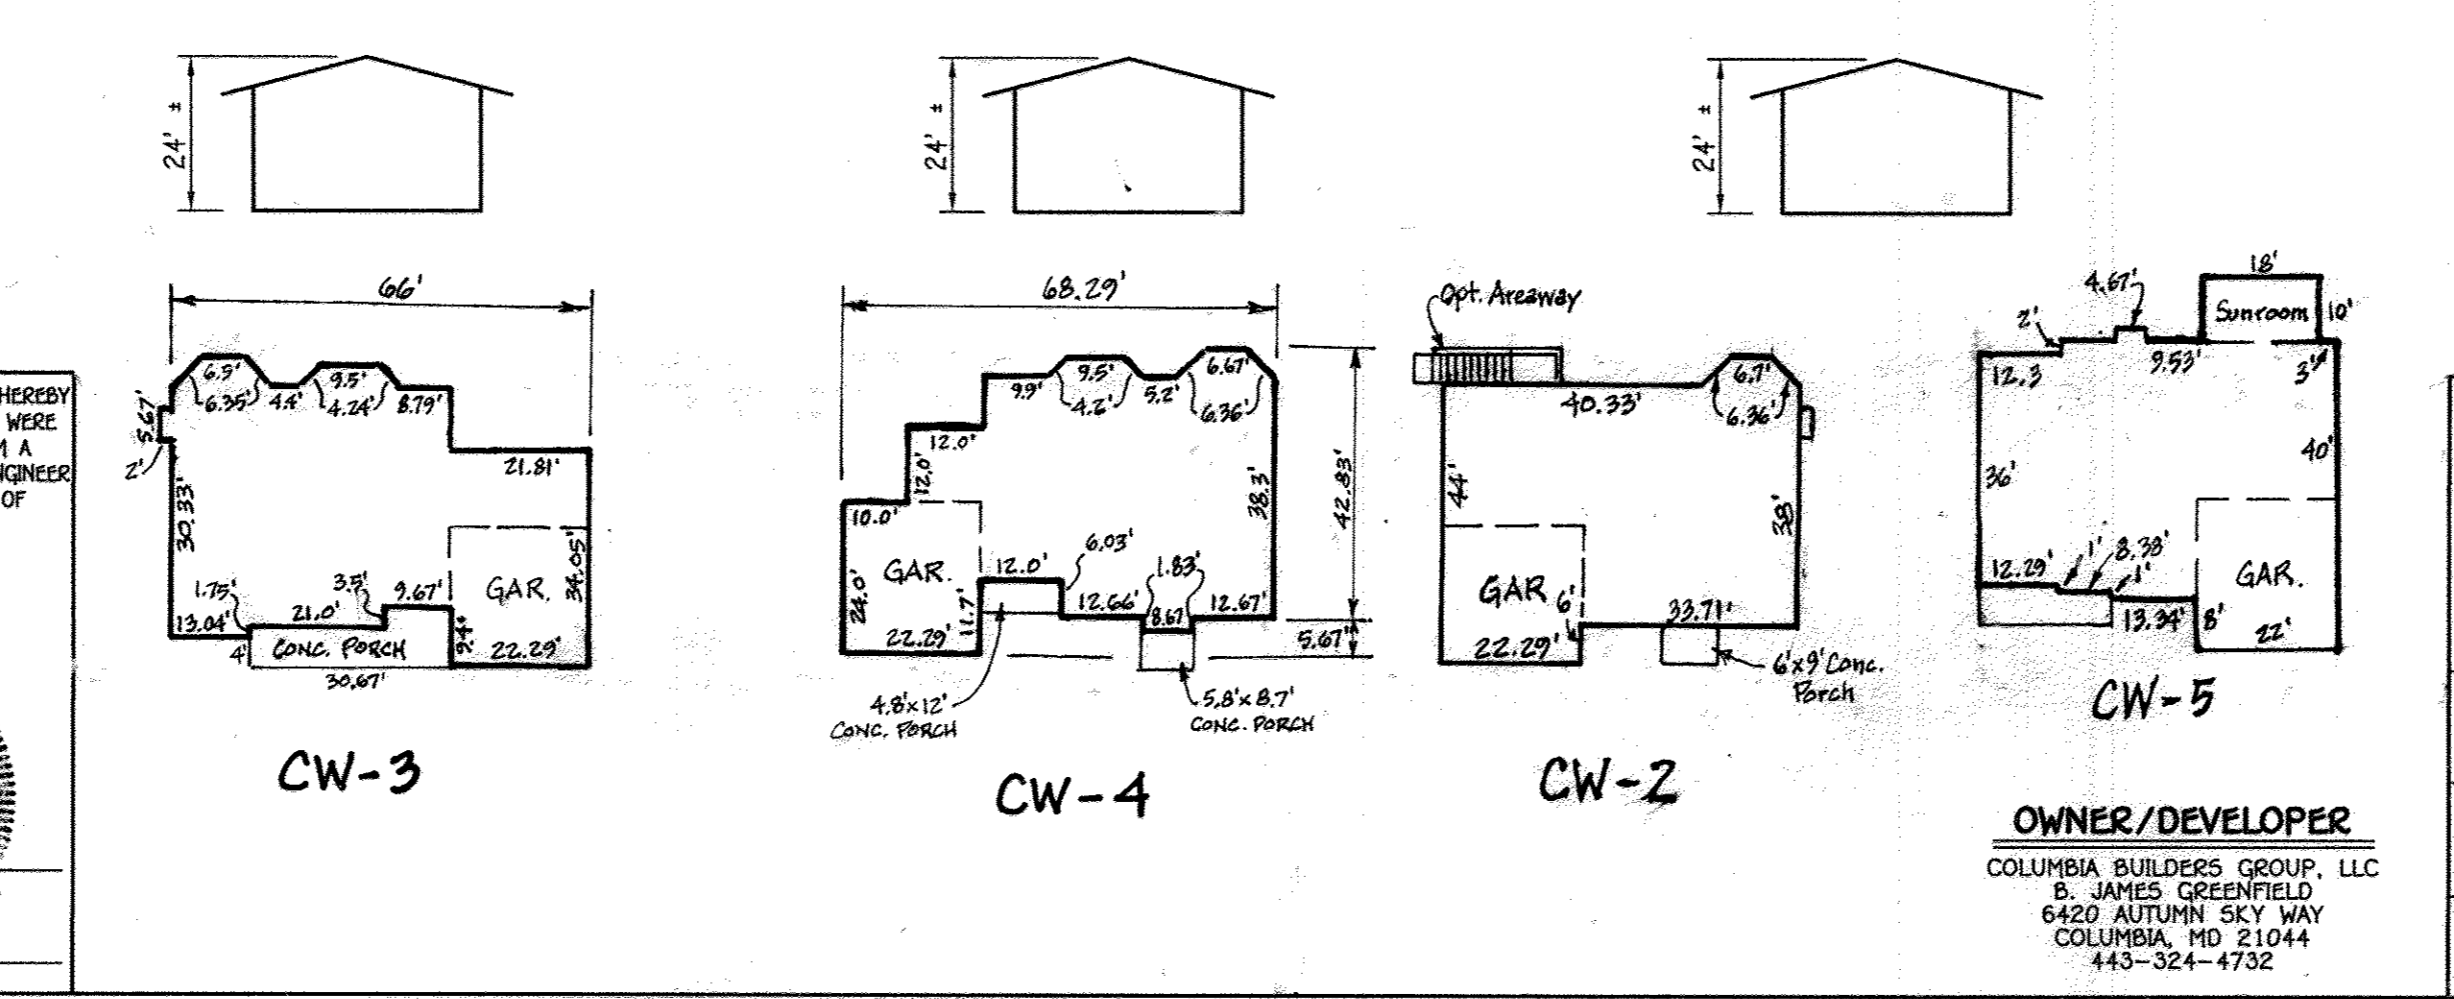 HEREBY
WERE
M A
NGINEER
OF
24' ±
66'
6.5'
9.5'
6.35'
4.4'
4.24'
8.79'
5.67'
2'
21.81'
30.33'
34.05'
GAR.
1.75'
3.5'
9.67'
13.04'
21.0'
9.4'
22.29'
4'
CONC. PORCH
30.67'
CW-3
24' ±
68.29'
9.9'
9.5'
4.2'
5.2'
6.67'
6.36'
12.0'
12.0'
10.0'
38.3'
42.83'
GAR.
24.0'
12.0'
6.03'
1.83'
11.7'
12.66'
8.67
12.67'
22.29'
5.67'
4.8'x12'
CONC. PORCH
5.8'x8.7'
CONC. PORCH
CW-4
24' ±
Opt. Areaway
40.33'
6.7'
6.36'
44'
38'
GAR
6'
33.71'
22.29'
6'x9' Conc.
Porch
CW-2
18'
4.67'
Sunroom
10'
2'
12.3
9.53'
3'
36'
40'
12.29'
1'
8.38'
1'
GAR.
13.34'
8'
22'
CW-5
OWNER/DEVELOPER
COLUMBIA BUILDERS GROUP, LLC
B. JAMES GREENFIELD
6420 AUTUMN SKY WAY
COLUMBIA, MD 21044
443-324-4732